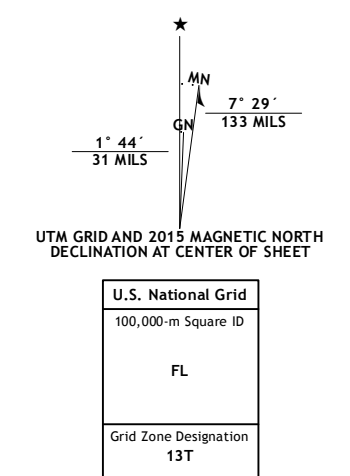 ★
MN
GN
7° 29´
133 MILS
1° 44´
31 MILS
UTM GRID AND 2015 MAGNETIC NORTH
DECLINATION AT CENTER OF SHEET
U.S. National Grid
100,000-m Square ID
FL
Grid Zone Designation
13T